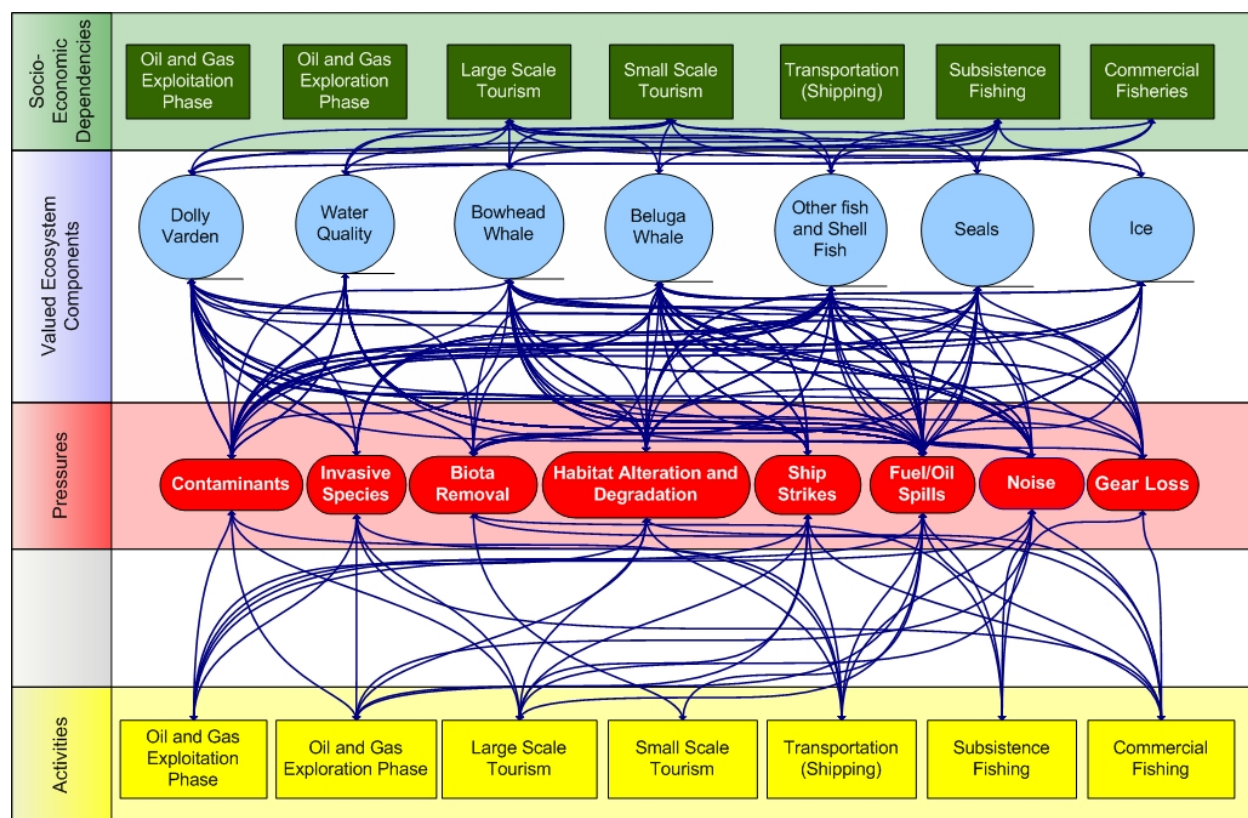 Socio-
Economic
Dependencies
Oil and Gas
Exploitation
Phase
Oil and Gas
Exploration
Phase
Large Scale
Tourism
Small Scale
Tourism
Transportation
(Shipping)
Subsistence
Fishing
Commercial
Fisheries
Valued Ecosystem
Components
Dolly
Varden
Water
Quality
Bowhead
Whale
Beluga
Whale
Other fish
and Shell
Fish
Seals
Ice
Pressures
Contaminants
Invasive
Species
Biota
Removal
Habitat Alteration and
Degradation
Ship
Strikes
Fuel/Oil
Spills
Noise
Gear Loss
Activities
Oil and Gas
Exploitation
Phase
Oil and Gas
Exploration Phase
Large Scale
Tourism
Small Scale
Tourism
Transportation
(Shipping)
Subsistence
Fishing
Commercial
Fishing